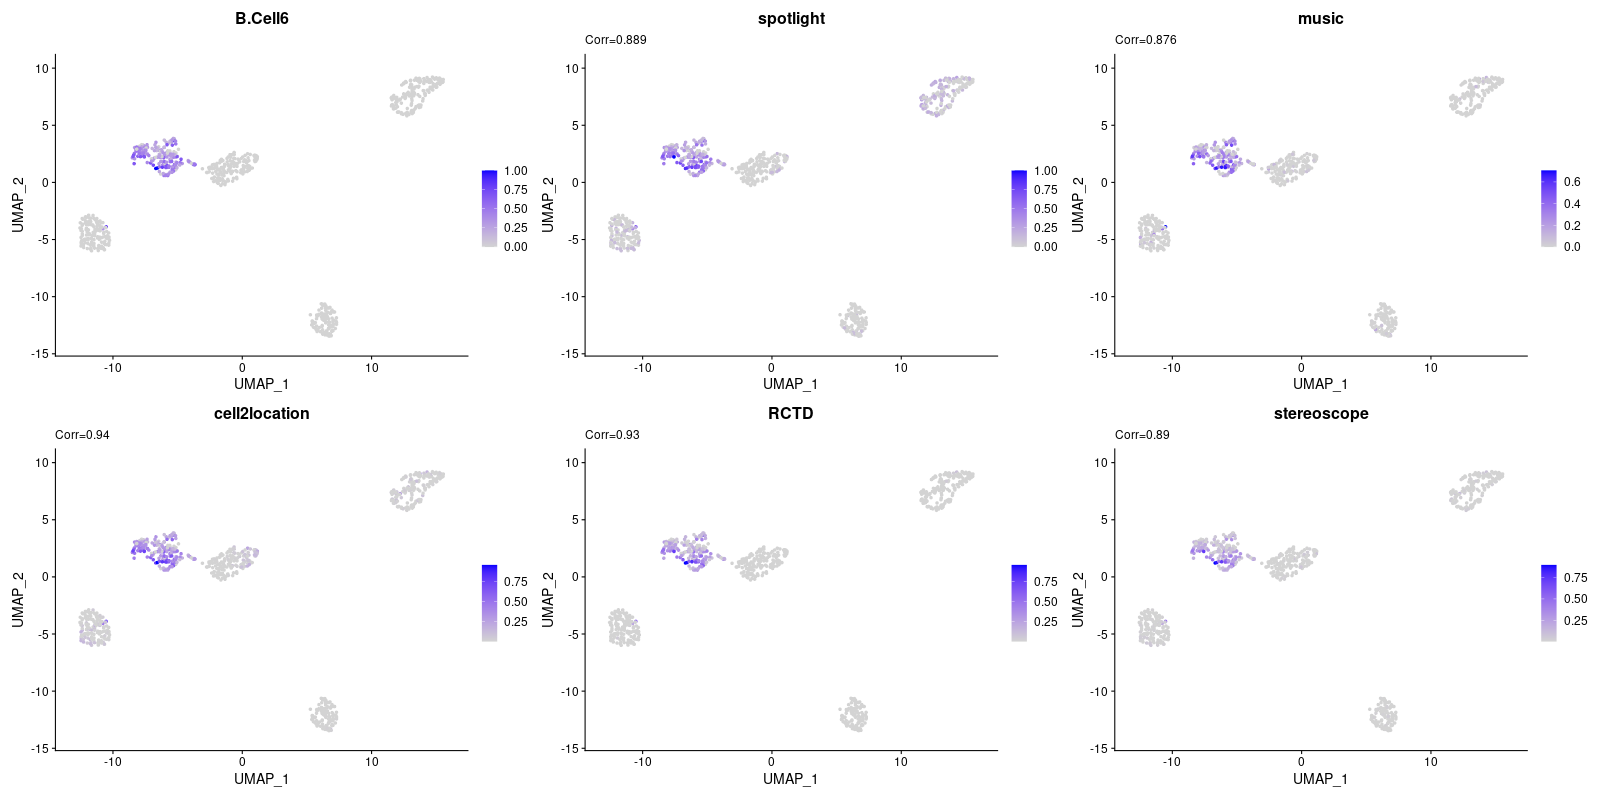 B.Cell6
10
5
0
-5
-10
-15
UMAP_2
-10 0 10
UMAP_1
1.00
0.75
0.50
0.25
0.00
spotlight
Corr=0.889
10
5
0
-5
-10
-15
UMAP_2
-10 0 10
UMAP_1
1.00
0.75
0.50
0.25
0.00
music
Corr=0.876
10
5
0
-5
-10
-15
UMAP_2
-10 0 10
UMAP_1
0.6
0.4
0.2
0.0
cell2location
Corr=0.94
10
5
0
-5
-10
-15
UMAP_2
-10 0 10
UMAP_1
0.75
0.50
0.25
RCTD
Corr=0.93
10
5
0
-5
-10
-15
UMAP_2
-10 0 10
UMAP_1
0.75
0.50
0.25
stereoscope
Corr=0.89
10
5
0
-5
-10
-15
UMAP_2
-10 0 10
UMAP_1
0.75
0.50
0.25